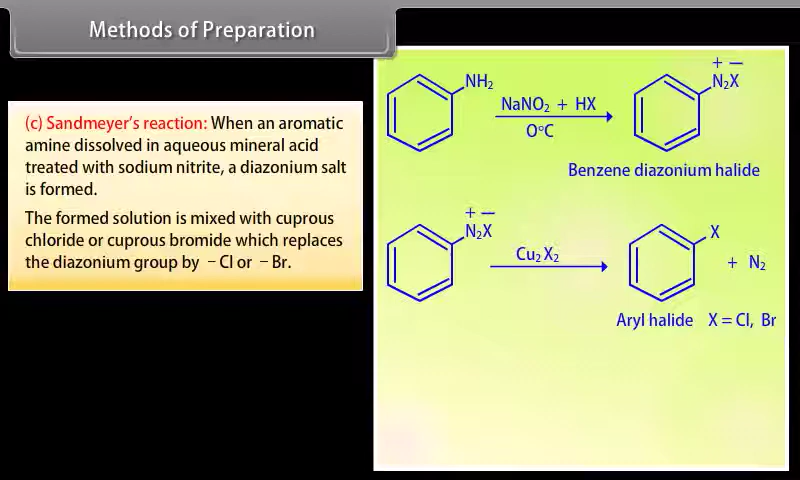 Methods of Preparation
(c) Sandmeyer's reaction: When an aromatic
amine dissolved in aqueous mineral acid
treated with sodium nitrite, a diazonium salt
is formed.
The formed solution is mixed with cuprous
chloride or cuprous bromide which replaces
the diazonium group by – Cl or – Br.
NH₂
NaNO₂ + HX
O°C
+ –
N₂X
Benzene diazonium halide
+ –
N₂X
Cu₂ X₂
X
+ N₂
Aryl halide X = Cl, Br